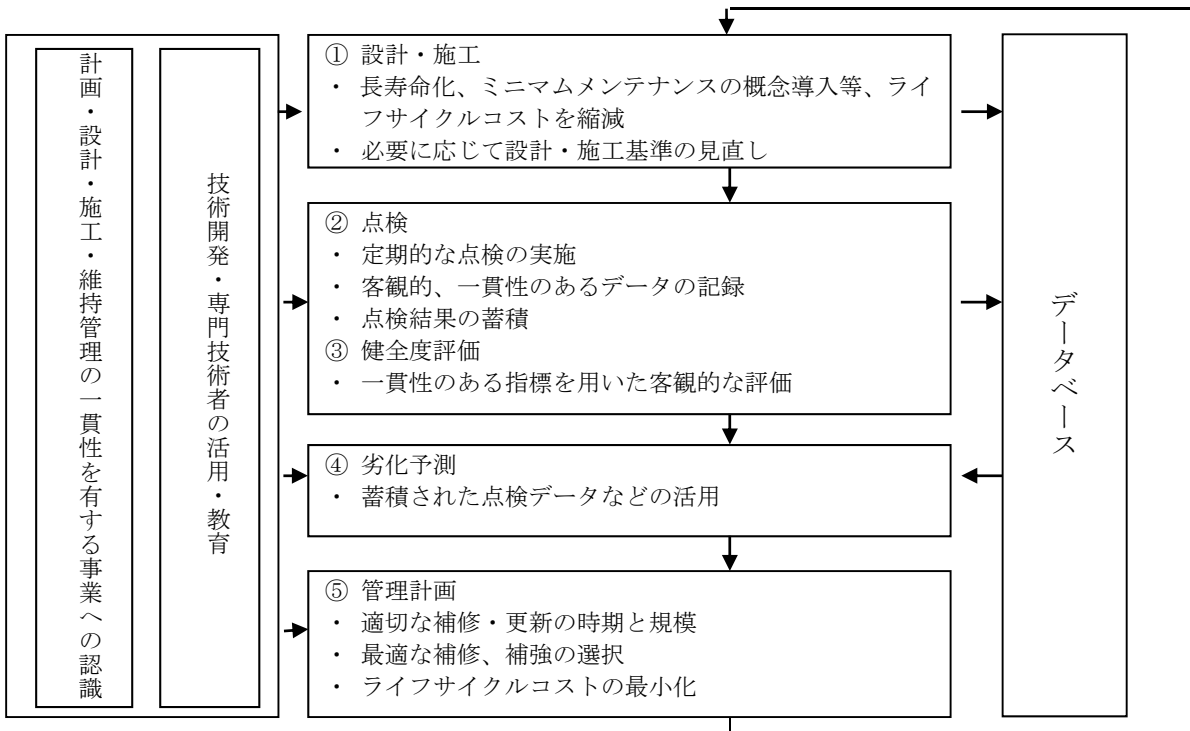 計画・設計・施工・維持管理の一貫性を有する事業への認識
技術開発・専門技術者の活用・教育
① 設計・施工
・ 長寿命化、ミニマムメンテナンスの概念導入等、ライ
フサイクルコストを縮減
・ 必要に応じて設計・施工基準の見直し
② 点検
・ 定期的な点検の実施
・ 客観的、一貫性のあるデータの記録
・ 点検結果の蓄積
③ 健全度評価
・ 一貫性のある指標を用いた客観的な評価
④ 劣化予測
・ 蓄積された点検データなどの活用
⑤ 管理計画
・ 適切な補修・更新の時期と規模
・ 最適な補修、補強の選択
・ ライフサイクルコストの最小化
データベース